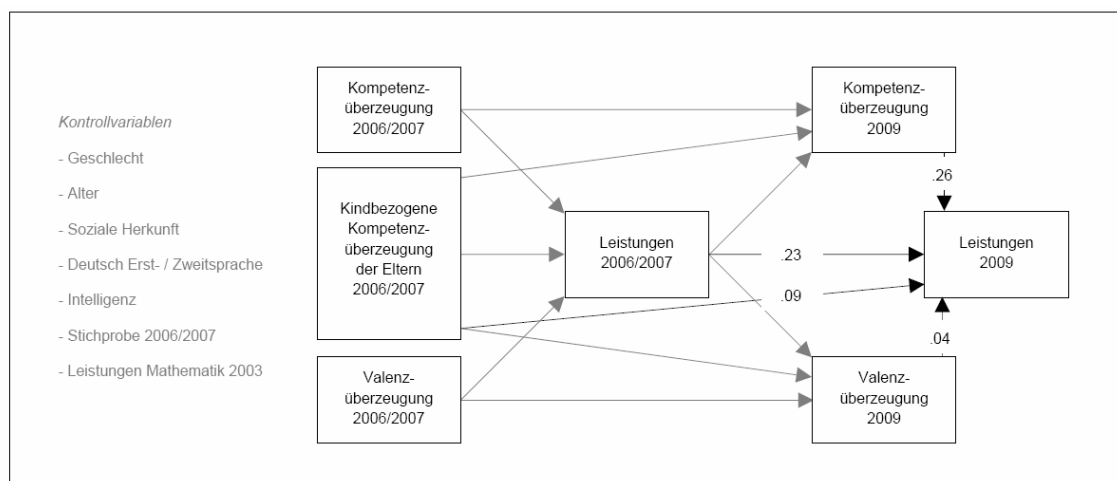 Kontrollvariablen
- Geschlecht
- Alter
- Soziale Herkunft
- Deutsch Erst- / Zweitsprache
- Intelligenz
- Stichprobe 2006/2007
- Leistungen Mathematik 2003
Kompetenz-
überzeugung
2006/2007
Kindbezogene
Kompetenz-
überzeugung
der Eltern
2006/2007
Valenz-
überzeugung
2006/2007
Leistungen
2006/2007
Kompetenz-
überzeugung
2009
.26
.23
.09
.04
Leistungen
2009
Valenz-
überzeugung
2009